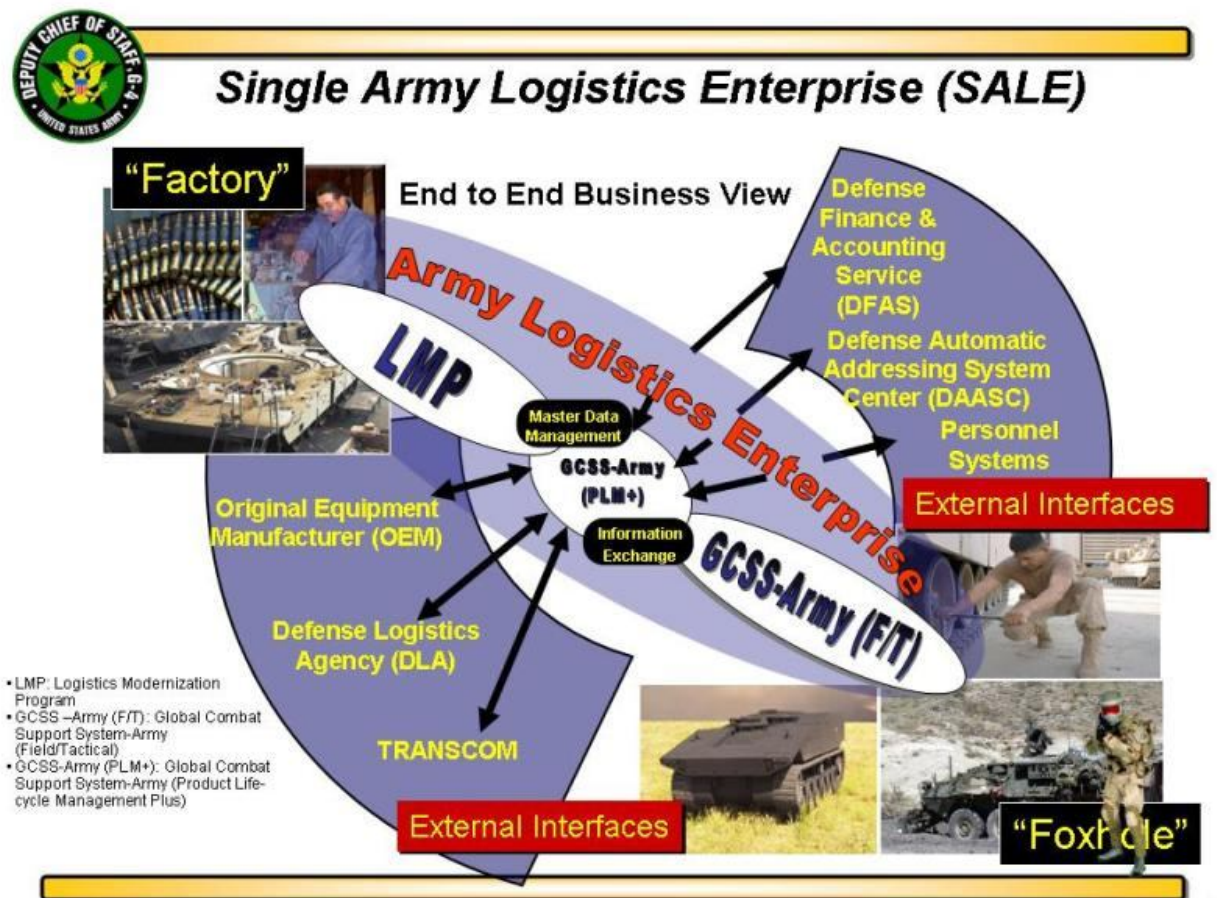 DEPUTY CHIEF OF STAFF, G-4
UNITED STATES ARMY
Single Army Logistics Enterprise (SALE)
"Factory"
End to End Business View
Army Logistics Enterprise
LMP
Master Data
Management
GCSS-Army
(PLM+)
Information
Exchange
GCSS-Army (F/T)
Defense
Finance &
Accounting
Service
(DFAS)
Defense Automatic
Addressing System
Center (DAASC)
Personnel
Systems
External Interfaces
Original Equipment
Manufacturer (OEM)
Defense Logistics
Agency (DLA)
TRANSCOM
External Interfaces
• LMP: Logistics Modernization
Program
• GCSS –Army (F/T): Global Combat
Support System-Army
(Field/Tactical)
• GCSS-Army (PLM+): Global Combat
Support System-Army (Product Life-
cycle Management Plus)
"Foxhole"